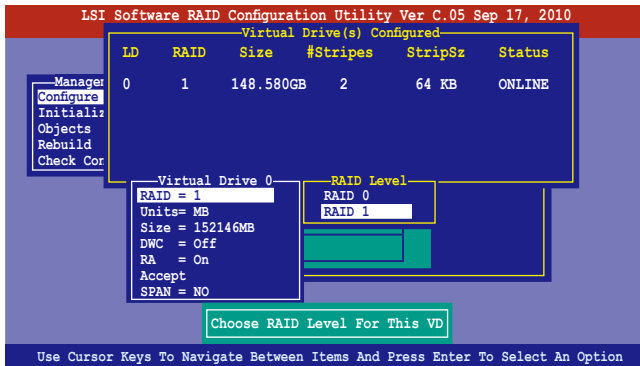 LSI Software RAID Configuration Utility Ver C.05 Sep 17, 2010
Virtual Drive(s) Configured
LD RAID Size #Stripes StripSz Status
0 1 148.580GB 2 64 KB ONLINE
Manager
Configure
Initializ
Objects
Rebuild
Check Con
Virtual Drive 0
RAID = 1
Units= MB
Size = 152146MB
DWC = Off
RA = On
Accept
SPAN = NO
RAID Level
RAID 0
RAID 1
Choose RAID Level For This VD
Use Cursor Keys To Navigate Between Items And Press Enter To Select An Option